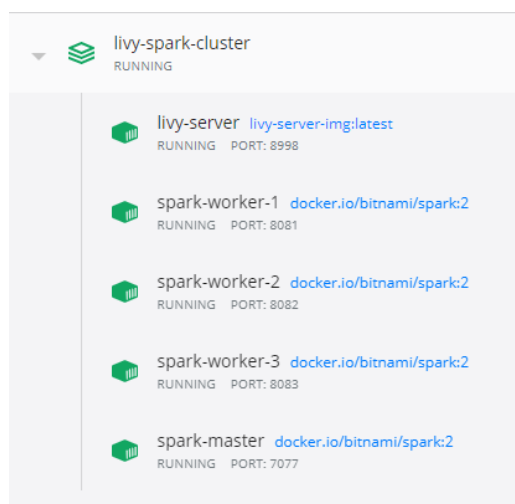 livy-spark-cluster
RUNNING
livy-server livy-server-img:latest
RUNNING PORT: 8998
spark-worker-1 docker.io/bitnami/spark:2
RUNNING PORT: 8081
spark-worker-2 docker.io/bitnami/spark:2
RUNNING PORT: 8082
spark-worker-3 docker.io/bitnami/spark:2
RUNNING PORT: 8083
spark-master docker.io/bitnami/spark:2
RUNNING PORT: 7077